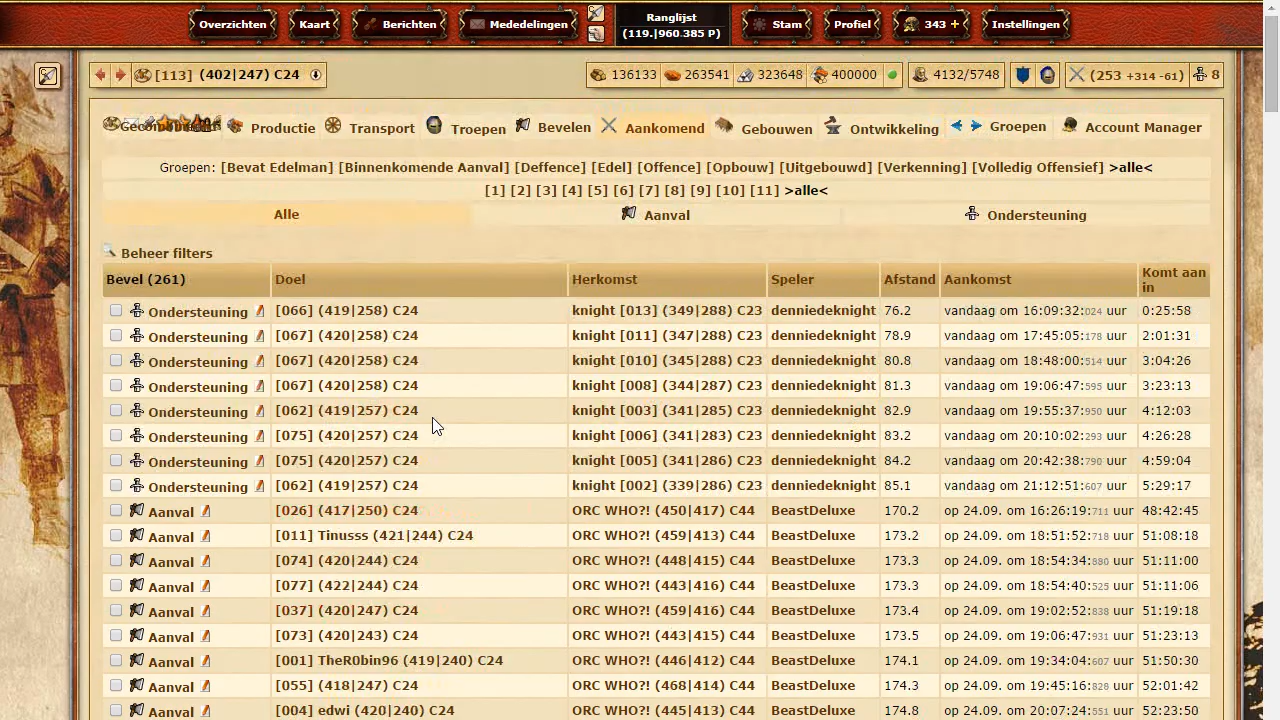 Overzichten Kaart Berichten Mededelingen Ranglijst Stam Profiel 343 + Instellingen
(119.|960.385 P)
[113] (402|247) C24 136133 263541 323648 400000 4132/5748 (253 +314 -61) 8
Productie Transport Troepen Bevelen Aankomend Gebouwen Ontwikkeling Groepen Account Manager
Groepen: [Bevat Edelman] [Binnenkomende Aanval] [Deffence] [Edel] [Offence] [Opbouw] [Uitgebouwd] [Verkenning] [Volledig Offensief] >alle<
[1] [2] [3] [4] [5] [6] [7] [8] [9] [10] [11] >alle<
Alle Aanval Ondersteuning
Beheer filters
Bevel (261) Doel Herkomst Speler Afstand Aankomst Komt aan in
Ondersteuning [066] (419|258) C24 knight [013] (349|288) C23 denniedeknight 76.2 vandaag om 16:09:32:024 uur 0:25:58
Ondersteuning [067] (420|258) C24 knight [011] (347|288) C23 denniedeknight 78.9 vandaag om 17:45:05:178 uur 2:01:31
Ondersteuning [067] (420|258) C24 knight [010] (345|288) C23 denniedeknight 80.8 vandaag om 18:48:00:514 uur 3:04:26
Ondersteuning [067] (420|258) C24 knight [008] (344|287) C23 denniedeknight 81.3 vandaag om 19:06:47:595 uur 3:23:13
Ondersteuning [062] (419|257) C24 knight [003] (341|285) C23 denniedeknight 82.9 vandaag om 19:55:37:950 uur 4:12:03
Ondersteuning [075] (420|257) C24 knight [006] (341|283) C23 denniedeknight 83.2 vandaag om 20:10:02:293 uur 4:26:28
Ondersteuning [075] (420|257) C24 knight [005] (341|286) C23 denniedeknight 84.2 vandaag om 20:42:38:790 uur 4:59:04
Ondersteuning [062] (419|257) C24 knight [002] (339|286) C23 denniedeknight 85.1 vandaag om 21:12:51:607 uur 5:29:17
Aanval [026] (417|250) C24 ORC WHO?! (450|417) C44 BeastDeluxe 170.2 op 24.09. om 16:26:19:711 uur 48:42:45
Aanval [011] Tinusss (421|244) C24 ORC WHO?! (459|413) C44 BeastDeluxe 173.2 op 24.09. om 18:51:52:718 uur 51:08:18
Aanval [074] (420|244) C24 ORC WHO?! (448|415) C44 BeastDeluxe 173.3 op 24.09. om 18:54:34:880 uur 51:11:00
Aanval [077] (422|244) C24 ORC WHO?! (443|416) C44 BeastDeluxe 173.3 op 24.09. om 18:54:40:525 uur 51:11:06
Aanval [037] (420|247) C24 ORC WHO?! (459|416) C44 BeastDeluxe 173.4 op 24.09. om 19:02:52:838 uur 51:19:18
Aanval [073] (420|243) C24 ORC WHO?! (443|415) C44 BeastDeluxe 173.5 op 24.09. om 19:06:47:931 uur 51:23:13
Aanval [001] TheR0bin96 (419|240) C24 ORC WHO?! (446|412) C44 BeastDeluxe 174.1 op 24.09. om 19:34:04:607 uur 51:50:30
Aanval [055] (418|247) C24 ORC WHO?! (468|414) C44 BeastDeluxe 174.3 op 24.09. om 19:45:16:828 uur 52:01:42
Aanval [004] edwi (420|240) C24 ORC WHO?! (445|413) C44 BeastDeluxe 174.8 op 24.09. om 20:07:24:551 uur 52:23:50